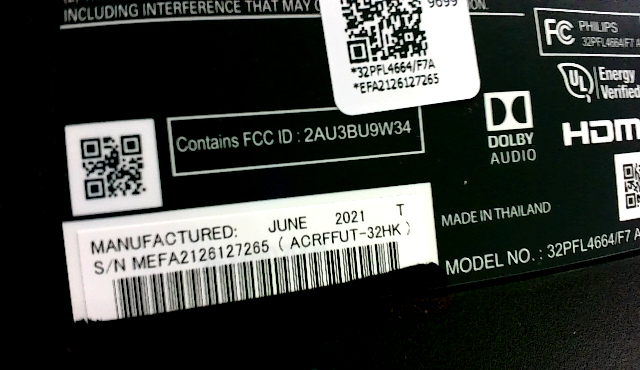 INCLUDING INTERFERENCE THAT MAY
9699
*32PFL4664/F7A
*EFA2126127265
FC PHILIPS
32PFL4664/F7 A
UL Energy
Verified
Contains FCC ID : 2AU3BU9W34
DOLBY
AUDIO
HDMI
MANUFACTURED: JUNE 2021 T
S/N MEFA2126127265 ( ACRFFUT-32HK )
MADE IN THAILAND
MODEL NO. : 32PFL4664/F7 A